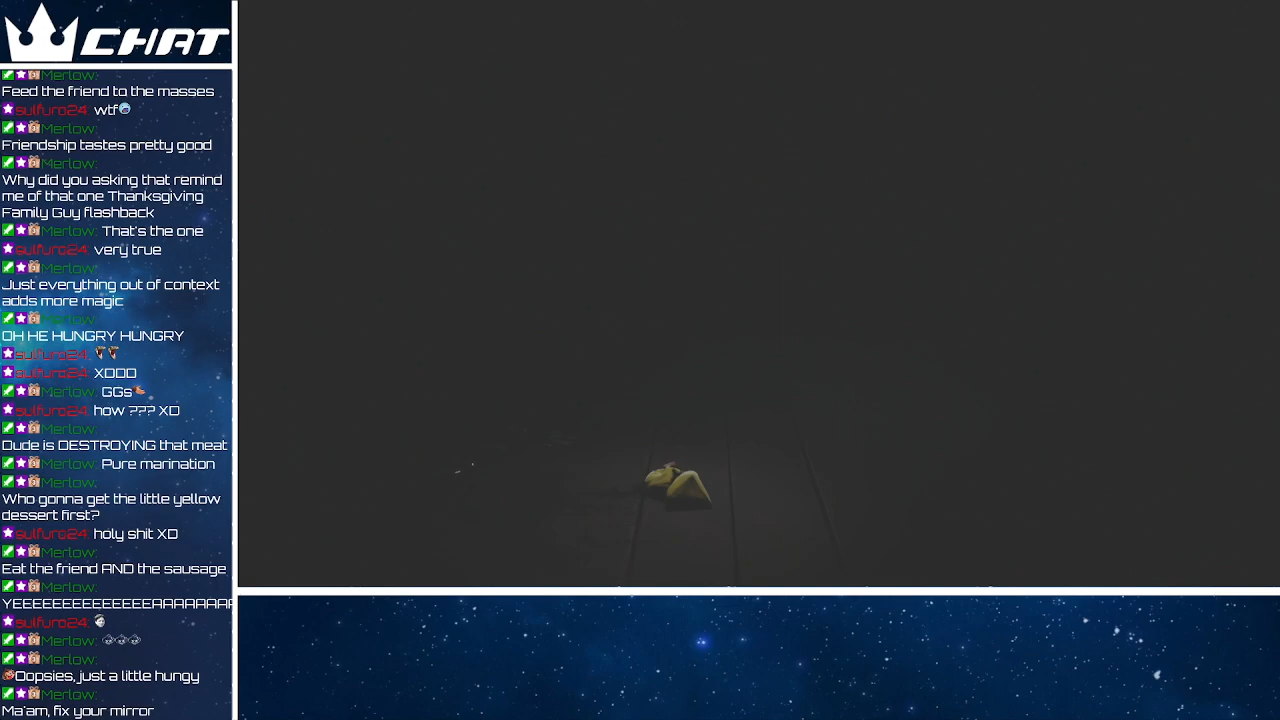 CHAT
Merlow:
Feed the friend to the masses
sulfuro24: wtf
Merlow:
Friendship tastes pretty good
Merlow:
Why did you asking that remind
me of that one Thanksgiving
Family Guy flashback
Merlow: That's the one
sulfuro24: very true
Merlow:
Just everything out of context
adds more magic
Merlow:
OH HE HUNGRY HUNGRY
sulfuro24:
sulfuro24: XDDD
Merlow: GGs
sulfuro24: how ??? XD
Merlow:
Dude is DESTROYING that meat
Merlow: Pure marination
Merlow:
Who gonna get the little yellow
dessert first?
sulfuro24: holy shit XD
Merlow:
Eat the friend AND the sausage
Merlow:
YEEEEEEEEEEEEEEAAAAAAAA
sulfuro24:
Merlow:
Merlow:
Oopsies, just a little hungy
Merlow:
Ma'am, fix your mirror